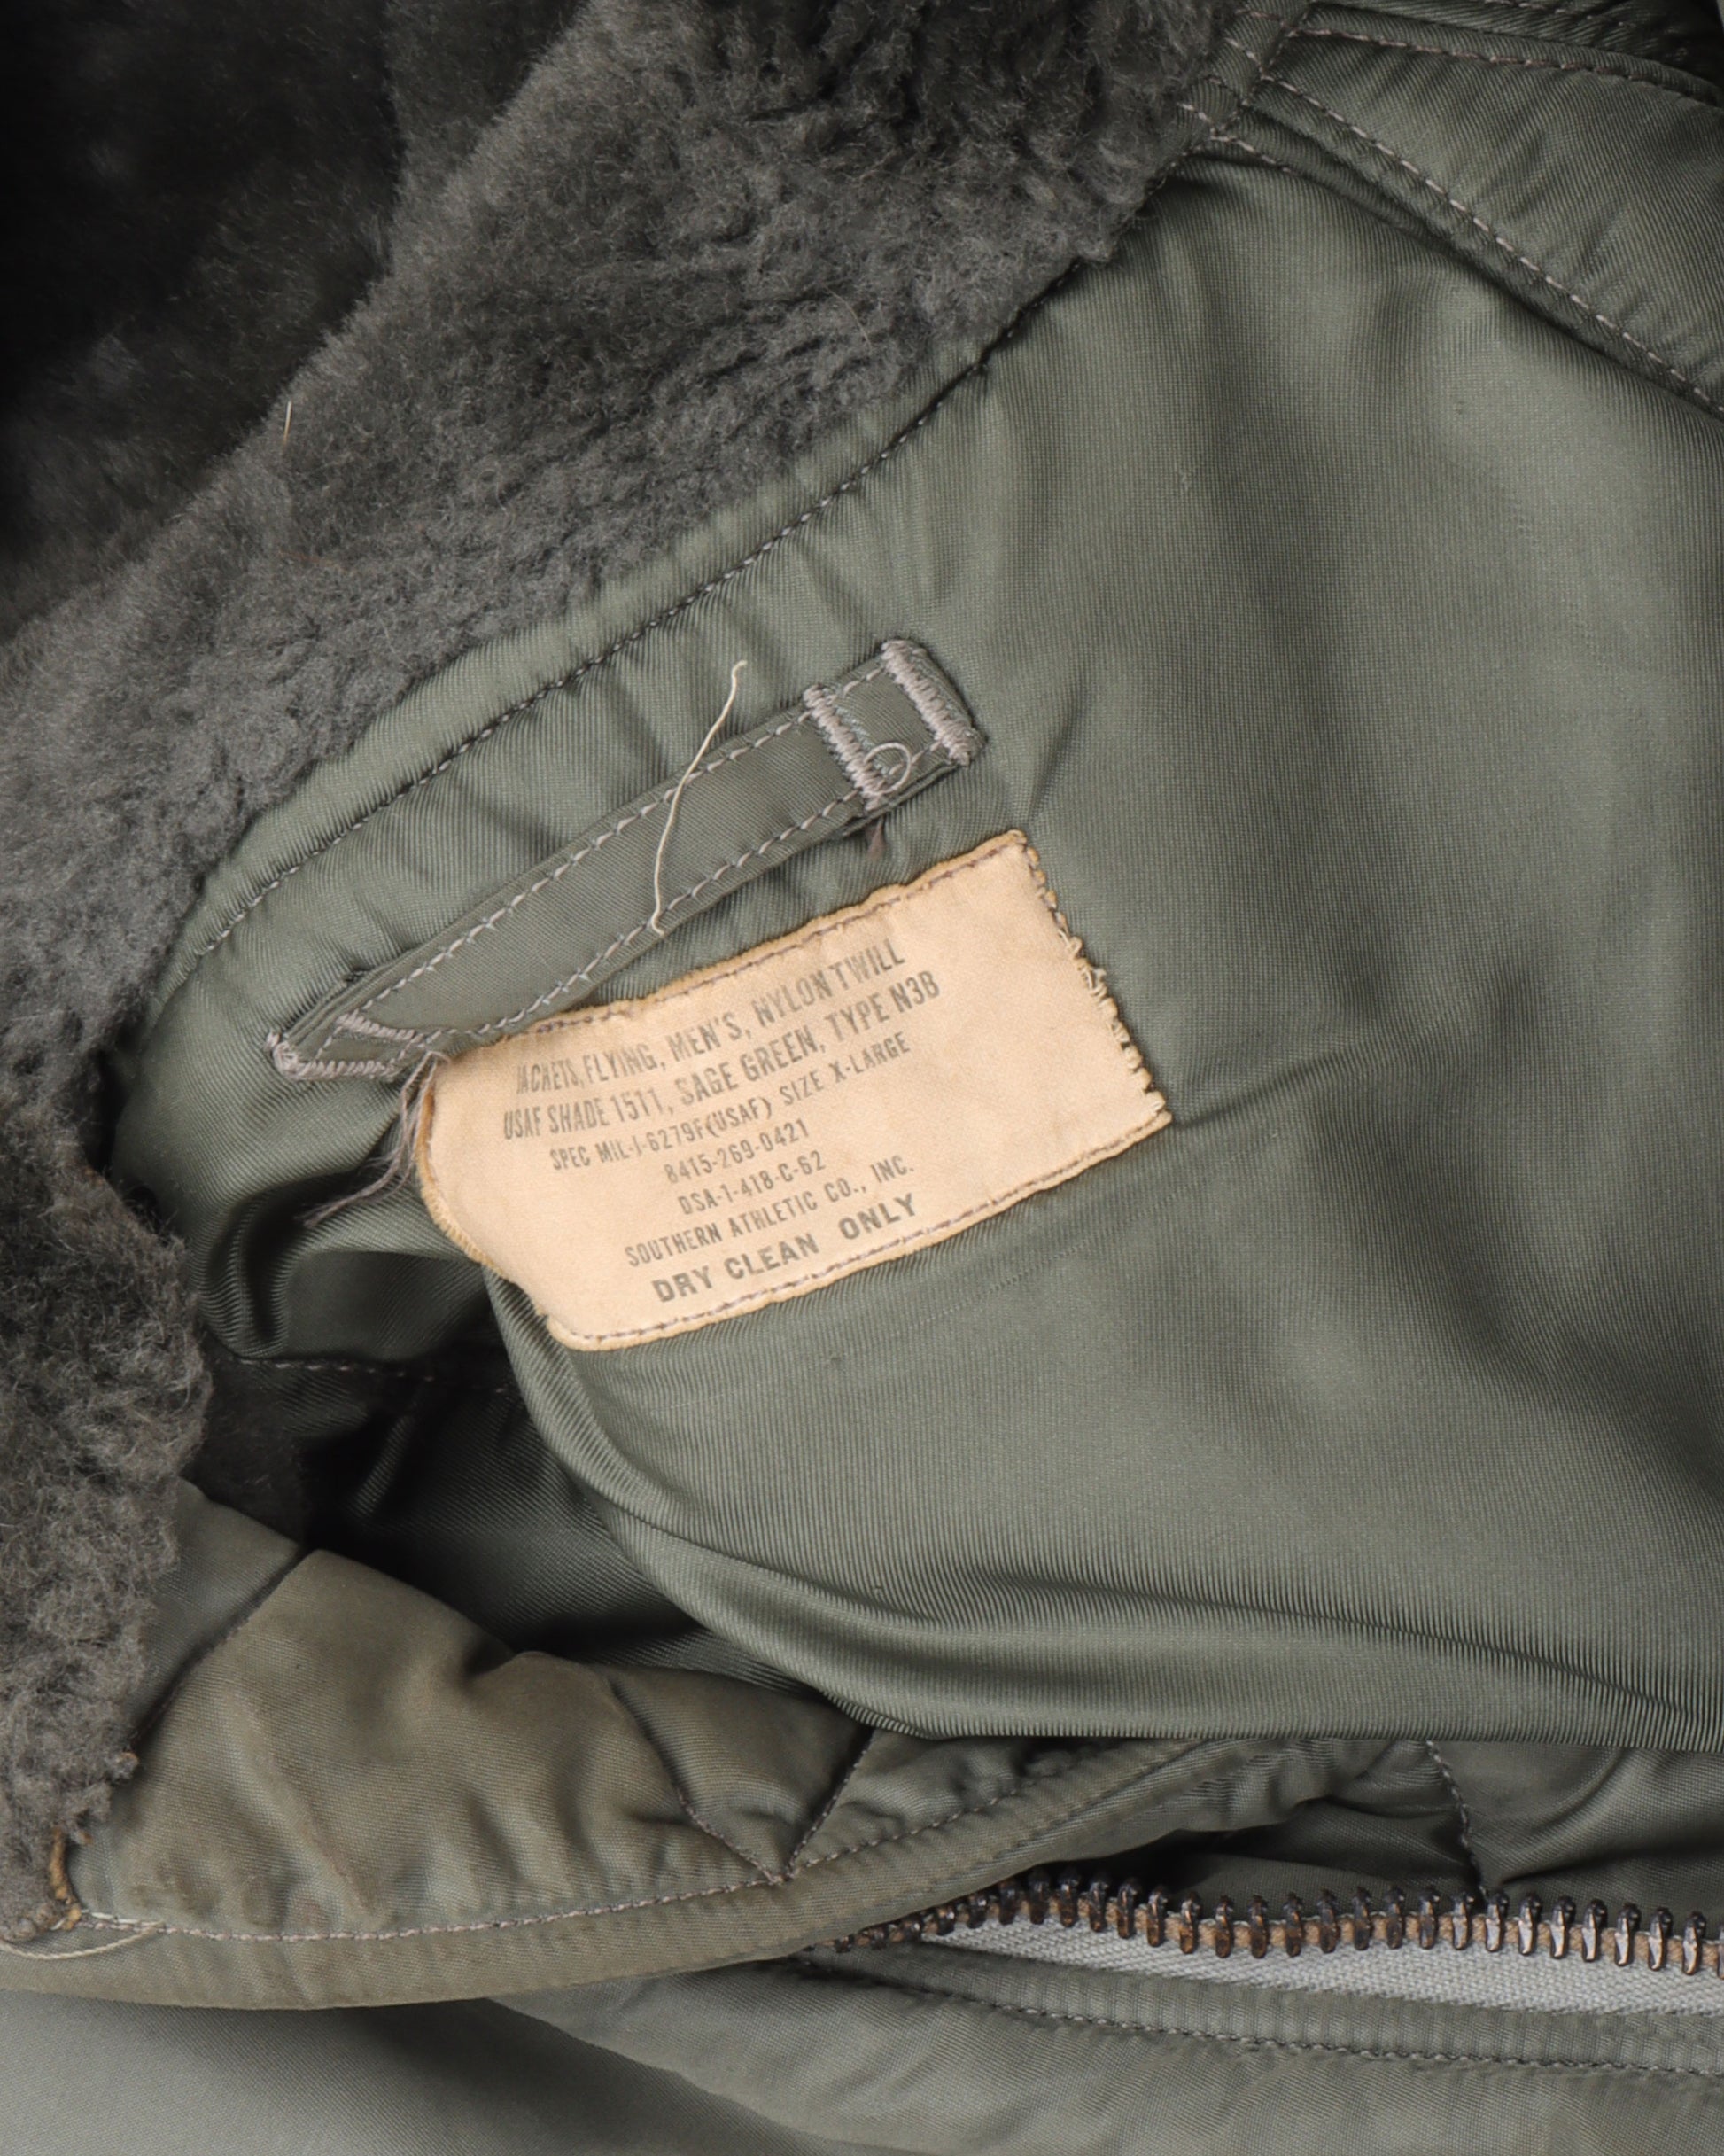 JACKETS, FLYING, MEN'S, NYLON TWILL
USAF SHADE 1511, SAGE GREEN, TYPE N3B
SPEC MIL-J-6279F(USAF) SIZE X-LARGE
8415-269-0421
DSA-1-418-C-62
SOUTHERN ATHLETIC CO., INC.
DRY CLEAN ONLY